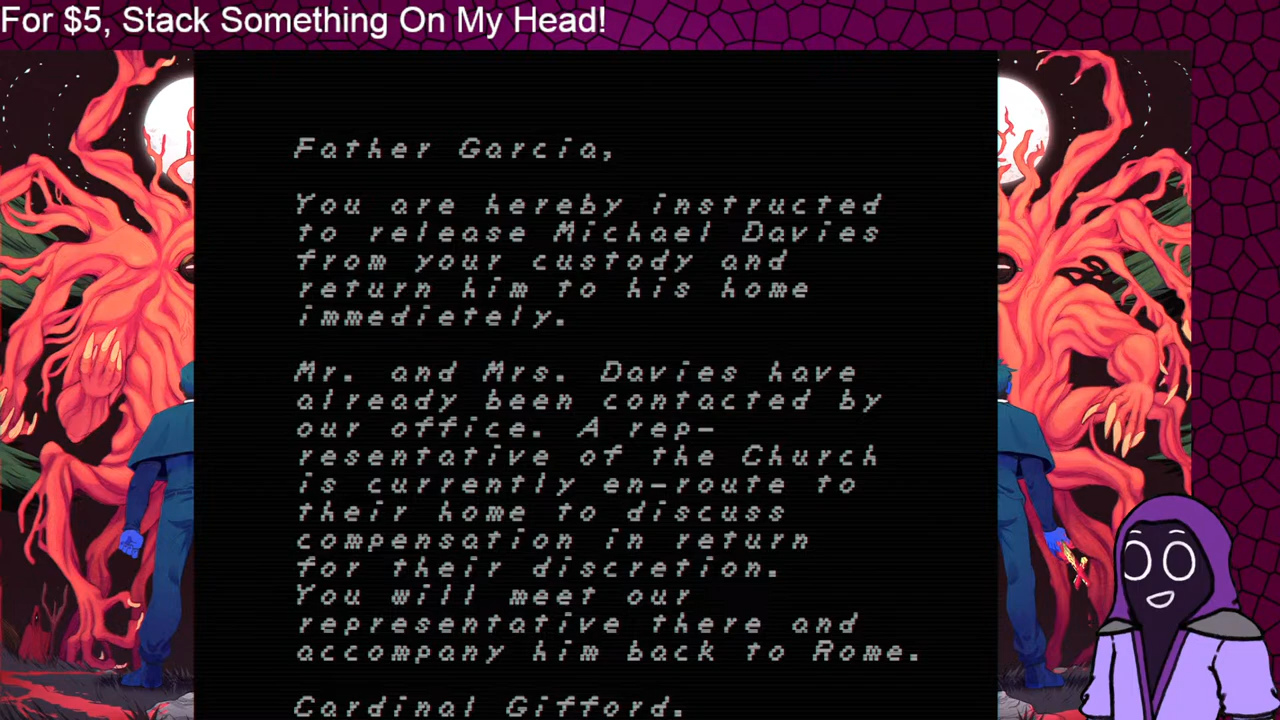 For $5, Stack Something On My Head!
Father Garcia,
You are hereby instructed
to release Michael Davies
from your custody and
return him to his home
immedietely.
Mr. and Mrs. Davies have
already been contacted by
our office. A rep-
resentative of the Church
is currently en-route to
their home to discuss
compensation in return
for their discretion.
You will meet our
representative there and
accompany him back to Rome.
Cardinal Gifford.